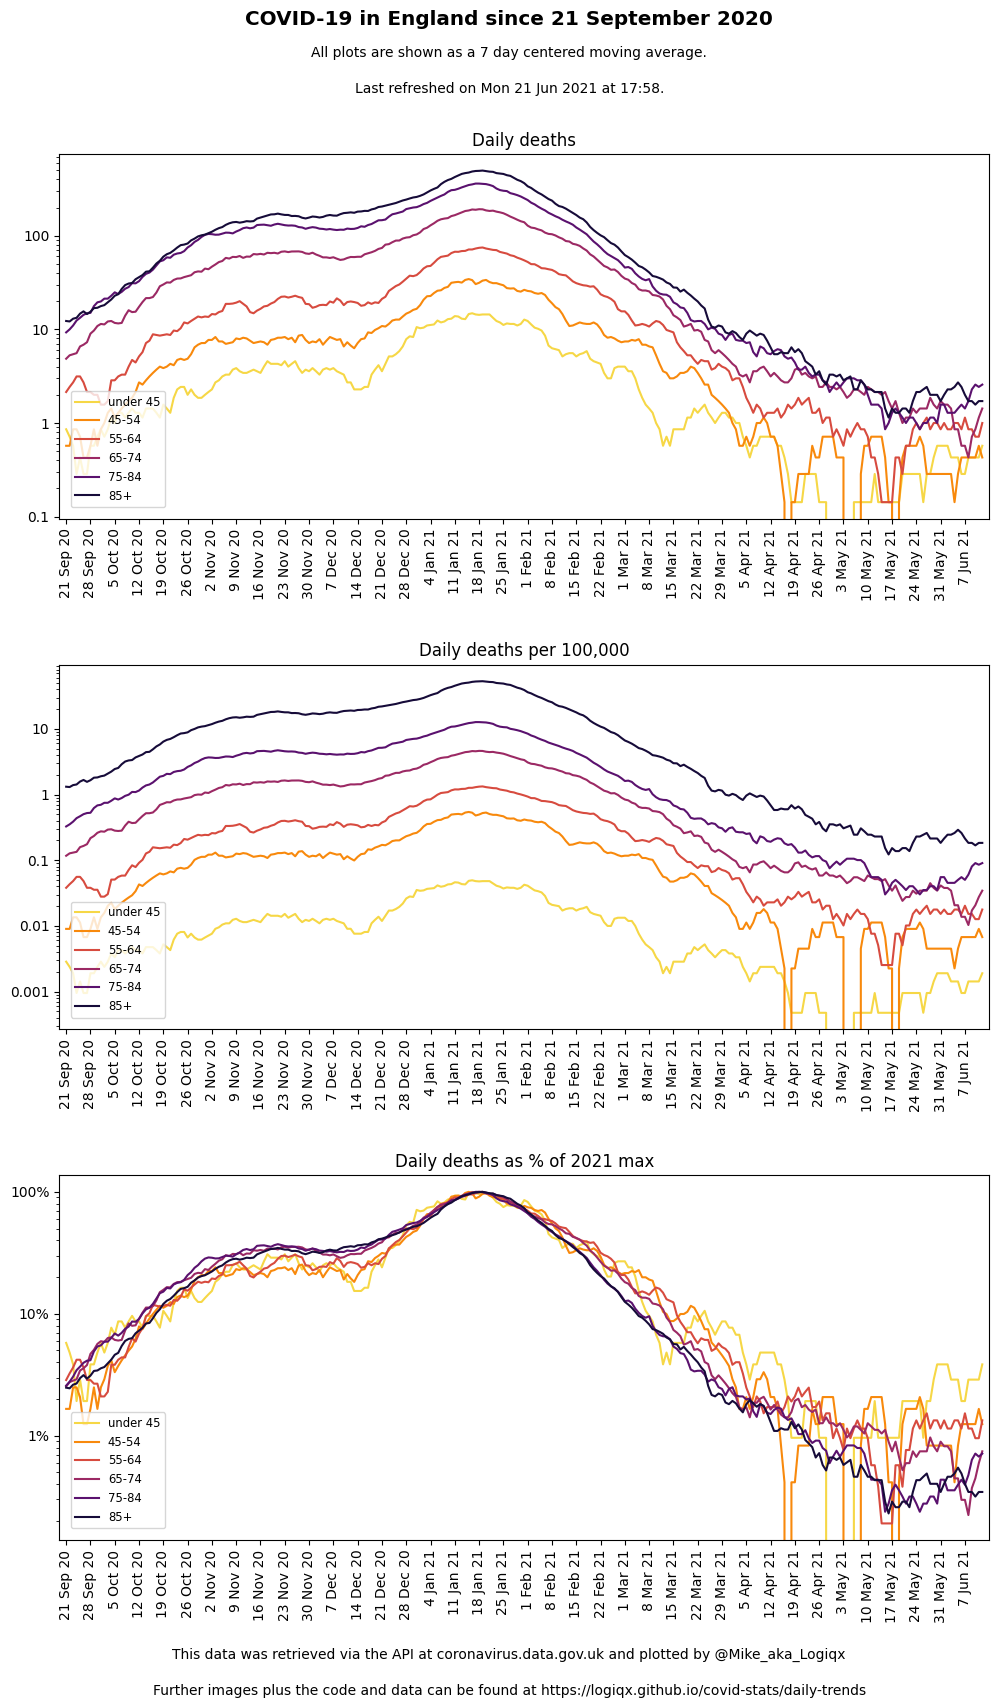 COVID-19 in England since 21 September 2020
All plots are shown as a 7 day centered moving average.
Last refreshed on Mon 21 Jun 2021 at 17:58.
Daily deaths
100
10
1
0.1
under 45
45-54
55-64
65-74
75-84
85+
21 Sep 20
28 Sep 20
5 Oct 20
12 Oct 20
19 Oct 20
26 Oct 20
2 Nov 20
9 Nov 20
16 Nov 20
23 Nov 20
30 Nov 20
7 Dec 20
14 Dec 20
21 Dec 20
28 Dec 20
4 Jan 21
11 Jan 21
18 Jan 21
25 Jan 21
1 Feb 21
8 Feb 21
15 Feb 21
22 Feb 21
1 Mar 21
8 Mar 21
15 Mar 21
22 Mar 21
29 Mar 21
5 Apr 21
12 Apr 21
19 Apr 21
26 Apr 21
3 May 21
10 May 21
17 May 21
24 May 21
31 May 21
7 Jun 21
Daily deaths per 100,000
10
1
0.1
0.01
0.001
under 45
45-54
55-64
65-74
75-84
85+
21 Sep 20
28 Sep 20
5 Oct 20
12 Oct 20
19 Oct 20
26 Oct 20
2 Nov 20
9 Nov 20
16 Nov 20
23 Nov 20
30 Nov 20
7 Dec 20
14 Dec 20
21 Dec 20
28 Dec 20
4 Jan 21
11 Jan 21
18 Jan 21
25 Jan 21
1 Feb 21
8 Feb 21
15 Feb 21
22 Feb 21
1 Mar 21
8 Mar 21
15 Mar 21
22 Mar 21
29 Mar 21
5 Apr 21
12 Apr 21
19 Apr 21
26 Apr 21
3 May 21
10 May 21
17 May 21
24 May 21
31 May 21
7 Jun 21
Daily deaths as % of 2021 max
100%
10%
1%
under 45
45-54
55-64
65-74
75-84
85+
21 Sep 20
28 Sep 20
5 Oct 20
12 Oct 20
19 Oct 20
26 Oct 20
2 Nov 20
9 Nov 20
16 Nov 20
23 Nov 20
30 Nov 20
7 Dec 20
14 Dec 20
21 Dec 20
28 Dec 20
4 Jan 21
11 Jan 21
18 Jan 21
25 Jan 21
1 Feb 21
8 Feb 21
15 Feb 21
22 Feb 21
1 Mar 21
8 Mar 21
15 Mar 21
22 Mar 21
29 Mar 21
5 Apr 21
12 Apr 21
19 Apr 21
26 Apr 21
3 May 21
10 May 21
17 May 21
24 May 21
31 May 21
7 Jun 21
This data was retrieved via the API at coronavirus.data.gov.uk and plotted by @Mike_aka_Logiqx
Further images plus the code and data can be found at https://logiqx.github.io/covid-stats/daily-trends